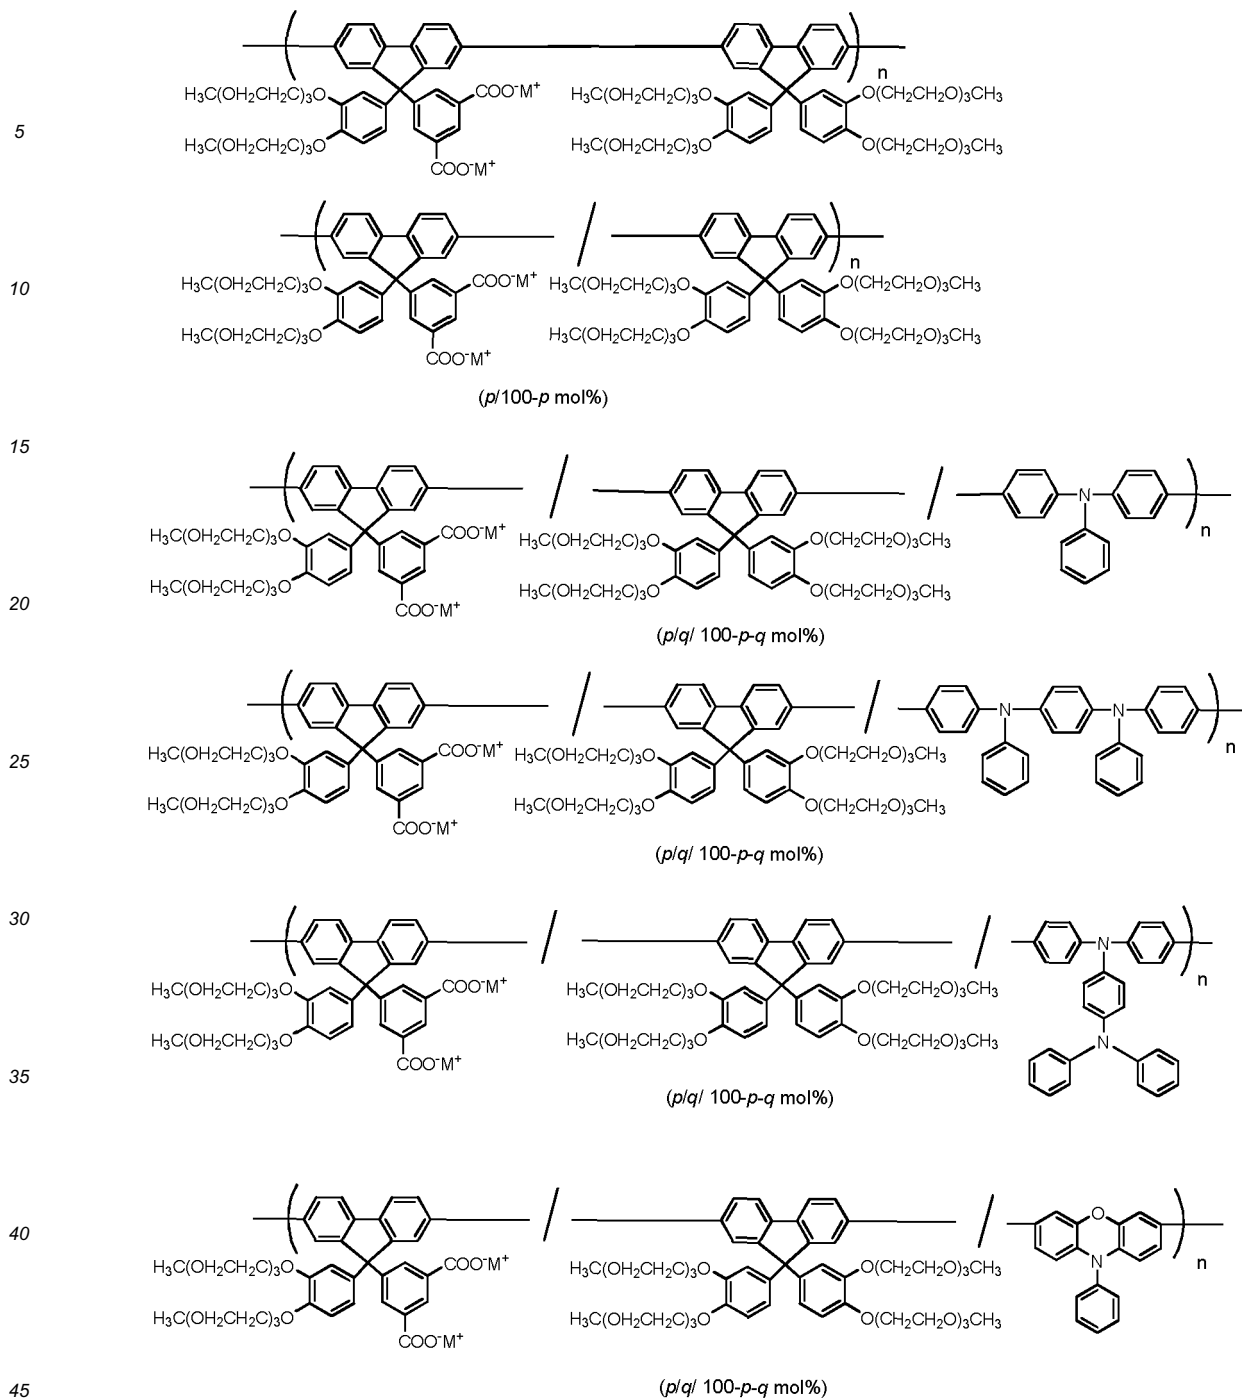 n
H₃C(OH₂CH₂C)₃O COO⁻M⁺ H₃C(OH₂CH₂C)₃O O(CH₂CH₂O)₃CH₃
5
H₃C(OH₂CH₂C)₃O H₃C(OH₂CH₂C)₃O O(CH₂CH₂O)₃CH₃
COO⁻M⁺
n
10
H₃C(OH₂CH₂C)₃O COO⁻M⁺ H₃C(OH₂CH₂C)₃O O(CH₂CH₂O)₃CH₃
H₃C(OH₂CH₂C)₃O H₃C(OH₂CH₂C)₃O O(CH₂CH₂O)₃CH₃
COO⁻M⁺
(p/100-p mol%)
15
N
n
H₃C(OH₂CH₂C)₃O COO⁻M⁺ H₃C(OH₂CH₂C)₃O O(CH₂CH₂O)₃CH₃
H₃C(OH₂CH₂C)₃O H₃C(OH₂CH₂C)₃O O(CH₂CH₂O)₃CH₃
20
COO⁻M⁺
(p/q/ 100-p-q mol%)
N N
n
25
H₃C(OH₂CH₂C)₃O COO⁻M⁺ H₃C(OH₂CH₂C)₃O O(CH₂CH₂O)₃CH₃
H₃C(OH₂CH₂C)₃O H₃C(OH₂CH₂C)₃O O(CH₂CH₂O)₃CH₃
COO⁻M⁺
(p/q/ 100-p-q mol%)
30
N
n
H₃C(OH₂CH₂C)₃O COO⁻M⁺ H₃C(OH₂CH₂C)₃O O(CH₂CH₂O)₃CH₃
H₃C(OH₂CH₂C)₃O H₃C(OH₂CH₂C)₃O O(CH₂CH₂O)₃CH₃
N
COO⁻M⁺
35
(p/q/ 100-p-q mol%)
O
40
n
H₃C(OH₂CH₂C)₃O COO⁻M⁺ H₃C(OH₂CH₂C)₃O O(CH₂CH₂O)₃CH₃
N
H₃C(OH₂CH₂C)₃O H₃C(OH₂CH₂C)₃O O(CH₂CH₂O)₃CH₃
COO⁻M⁺
45
(p/q/ 100-p-q mol%)